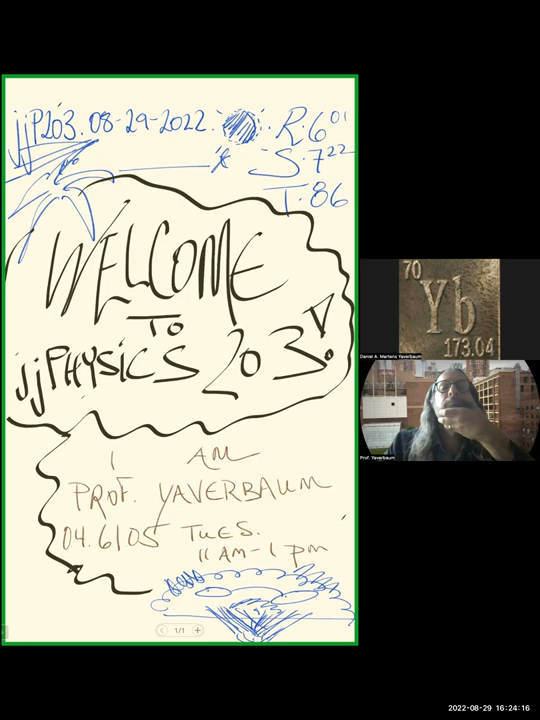 jjP203. 08-29-2022. R.6⁰¹
S.7²²
T.86
WELCOME
TO
jjPHYSiCS 203!
I AM
PROF. YAVERBAUM
04.61.05 TUES.
11 AM-1 PM
1/1
70
Yb
173.04
Daniel A. Martens Yaverbaum
Prof. Yaverbaum
2022-08-29 16:24:16